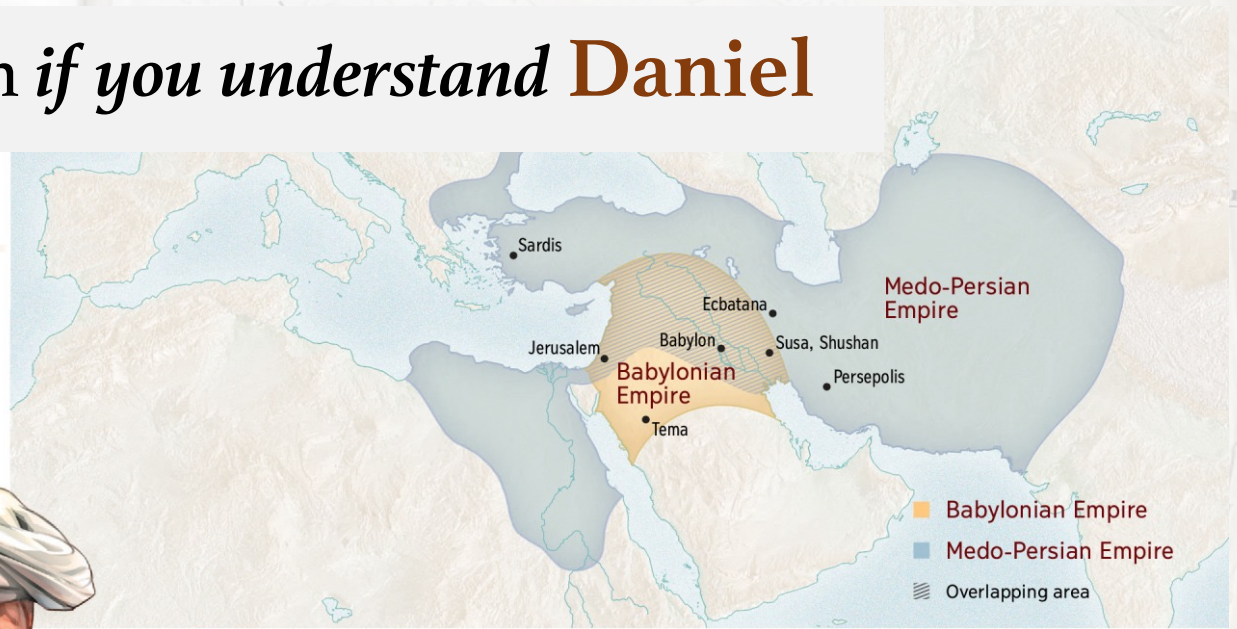 if you understand Daniel
Sardis
Medo-Persian
Empire
Ecbatana
Babylon
Susa, Shushan
Jerusalem
Babylonian
Empire
Persepolis
Tema
Babylonian Empire
Medo-Persian Empire
Overlapping area